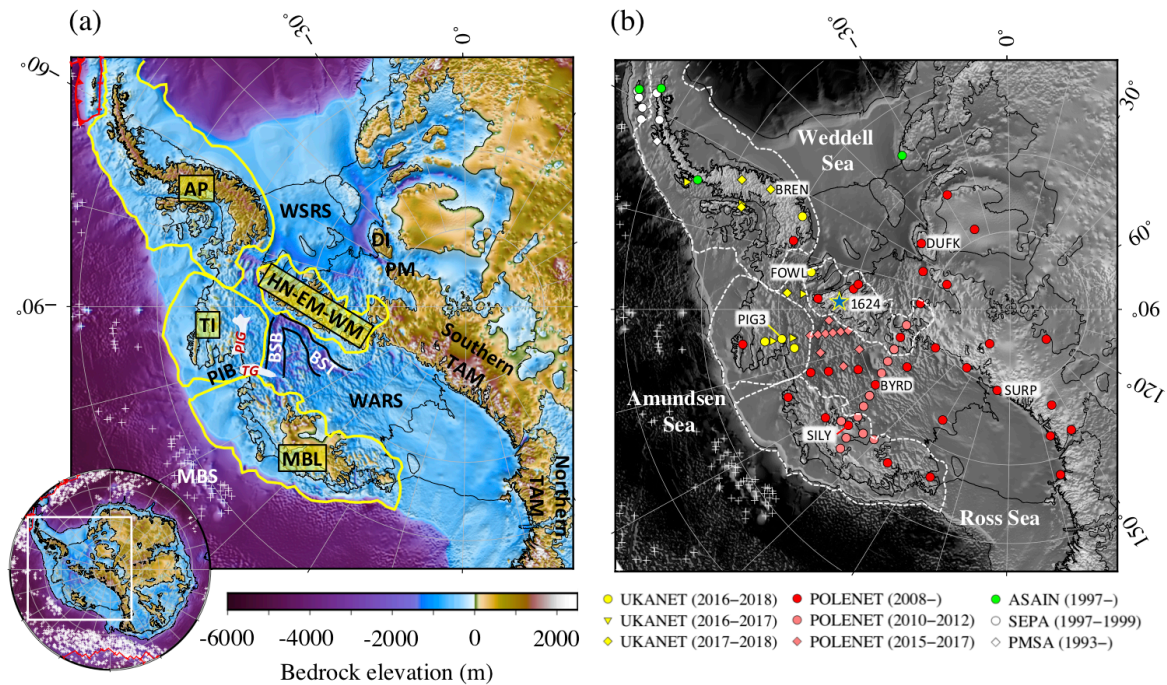 (a)
-30°
0°
-60°
-90°
AP
WSRS
DI
PM
HN-EM-WM
TI
PIG
TG
PIB
BSB
BST
Southern
TAM
WARS
MBL
MBS
Northern
TAM
-6000
-4000
-2000
0
2000
Bedrock elevation (m)
(b)
-30°
0°
30°
60°
90°
120°
150°
Weddell
Sea
BREN
DUFK
FOWL
1624
PIG3
BYRD
SURP
Amundsen
Sea
SILY
Ross Sea
UKANET (2016−2018)
POLENET (2008−)
ASAIN (1997−)
UKANET (2016−2017)
POLENET (2010−2012)
SEPA (1997−1999)
UKANET (2017−2018)
POLENET (2015−2017)
PMSA (1993−)